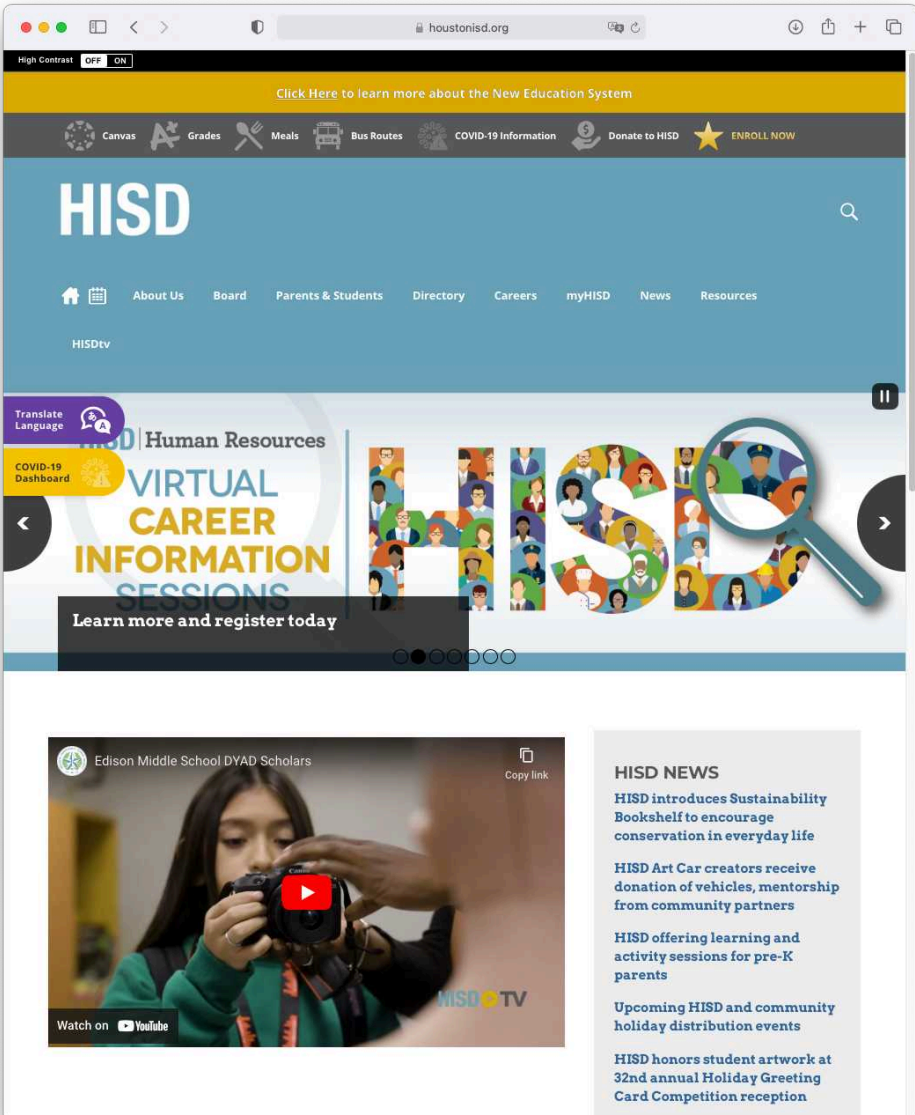 houstonisd.org
High Contrast OFF ON
Click Here to learn more about the New Education System
Canvas Grades Meals Bus Routes COVID-19 Information Donate to HISD ENROLL NOW
HISD
About Us Board Parents & Students Directory Careers myHISD News Resources
HISDtv
Translate
Language
COVID-19
Dashboard
HISD Human Resources
VIRTUAL
CAREER
INFORMATION
SESSIONS
HISD
Learn more and register today
Edison Middle School DYAD Scholars
Copy link
Canon
HISD TV
Watch on YouTube
HISD NEWS
HISD introduces Sustainability
Bookshelf to encourage
conservation in everyday life
HISD Art Car creators receive
donation of vehicles, mentorship
from community partners
HISD offering learning and
activity sessions for pre-K
parents
Upcoming HISD and community
holiday distribution events
HISD honors student artwork at
32nd annual Holiday Greeting
Card Competition reception